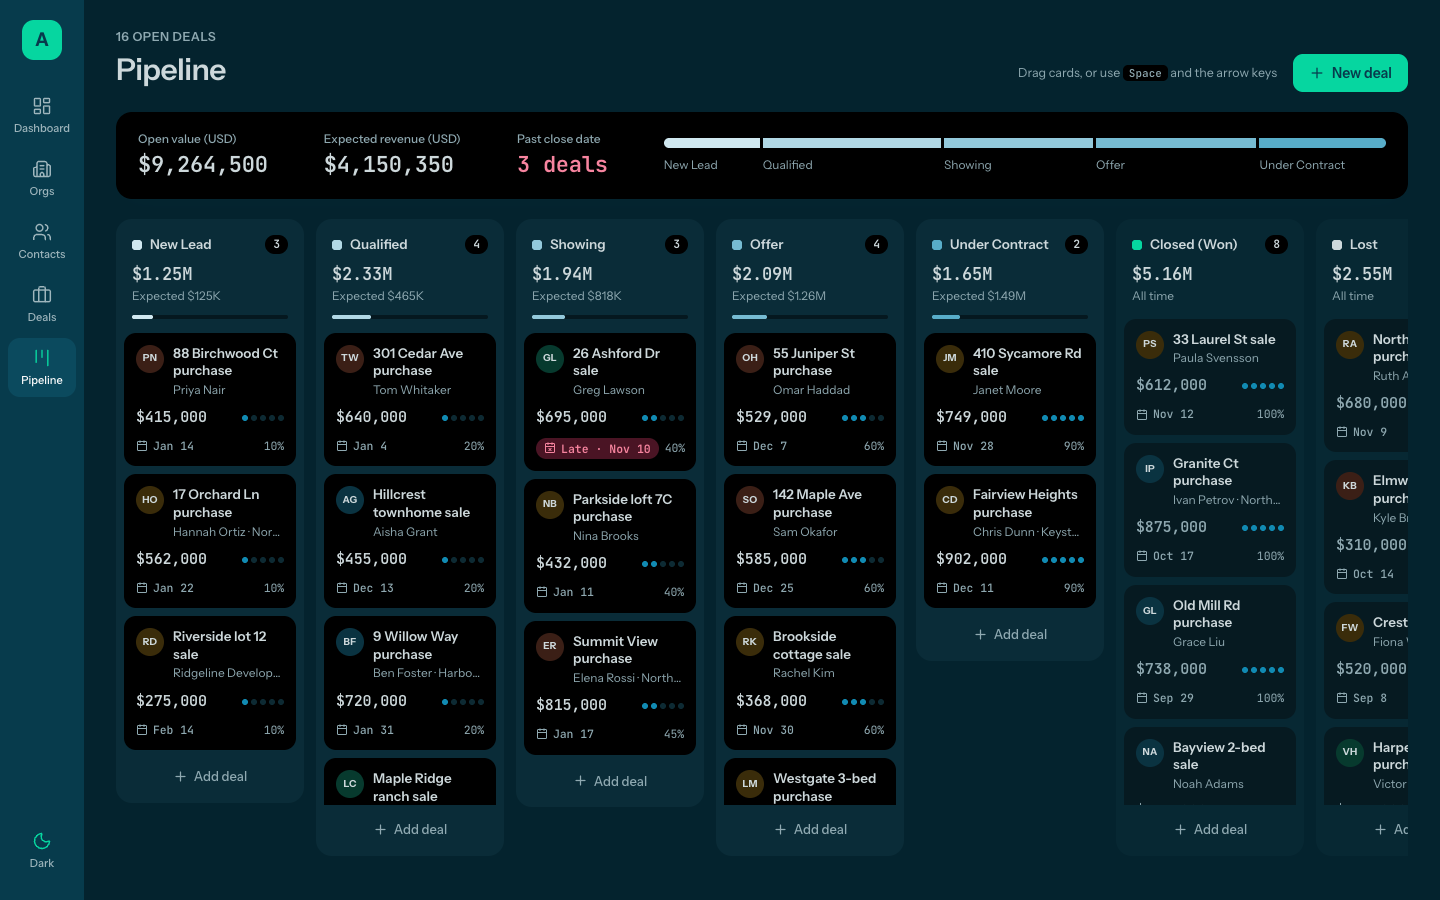 A
Dashboard
Orgs
Contacts
Deals
Pipeline
Dark
16 OPEN DEALS
Pipeline
Drag cards, or use Space and the arrow keys
New deal
Open value (USD)
$9,264,500
Expected revenue (USD)
$4,150,350
Past close date
3 deals
New Lead
Qualified
Showing
Offer
Under Contract
New Lead 3
$1.25M
Expected $125K
PN
88 Birchwood Ct
purchase
Priya Nair
$415,000
Jan 14 10%
HO
17 Orchard Ln
purchase
Hannah Ortiz · Nor...
$562,000
Jan 22 10%
RD
Riverside lot 12
sale
Ridgeline Develop...
$275,000
Feb 14 10%
Add deal
Qualified 4
$2.33M
Expected $465K
TW
301 Cedar Ave
purchase
Tom Whitaker
$640,000
Jan 4 20%
AG
Hillcrest
townhome sale
Aisha Grant
$455,000
Dec 13 20%
BF
9 Willow Way
purchase
Ben Foster · Harbo...
$720,000
Jan 31 20%
LC
Maple Ridge
ranch sale
Add deal
Showing 3
$1.94M
Expected $818K
GL
26 Ashford Dr
sale
Greg Lawson
$695,000
Late · Nov 10 40%
NB
Parkside loft 7C
purchase
Nina Brooks
$432,000
Jan 11 40%
ER
Summit View
purchase
Elena Rossi · North...
$815,000
Jan 17 45%
Add deal
Offer 4
$2.09M
Expected $1.26M
OH
55 Juniper St
purchase
Omar Haddad
$529,000
Dec 7 60%
SO
142 Maple Ave
purchase
Sam Okafor
$585,000
Dec 25 60%
RK
Brookside
cottage sale
Rachel Kim
$368,000
Nov 30 60%
LM
Westgate 3-bed
purchase
Add deal
Under Contract 2
$1.65M
Expected $1.49M
JM
410 Sycamore Rd
sale
Janet Moore
$749,000
Nov 28 90%
CD
Fairview Heights
purchase
Chris Dunn · Keyst...
$902,000
Dec 11 90%
Add deal
Closed (Won) 8
$5.16M
All time
PS
33 Laurel St sale
Paula Svensson
$612,000
Nov 12 100%
IP
Granite Ct
purchase
Ivan Petrov · North...
$875,000
Oct 17 100%
GL
Old Mill Rd
purchase
Grace Liu
$738,000
Sep 29 100%
NA
Bayview 2-bed
sale
Noah Adams
Add deal
Lost
$2.55M
All time
RA
North
purch
Ruth A
$680,000
Nov 9
KB
Elmw
purch
Kyle Br
$310,000
Oct 14
FW
Crest
Fiona
$520,000
Sep 8
VH
Harpe
purch
Victor
Ad